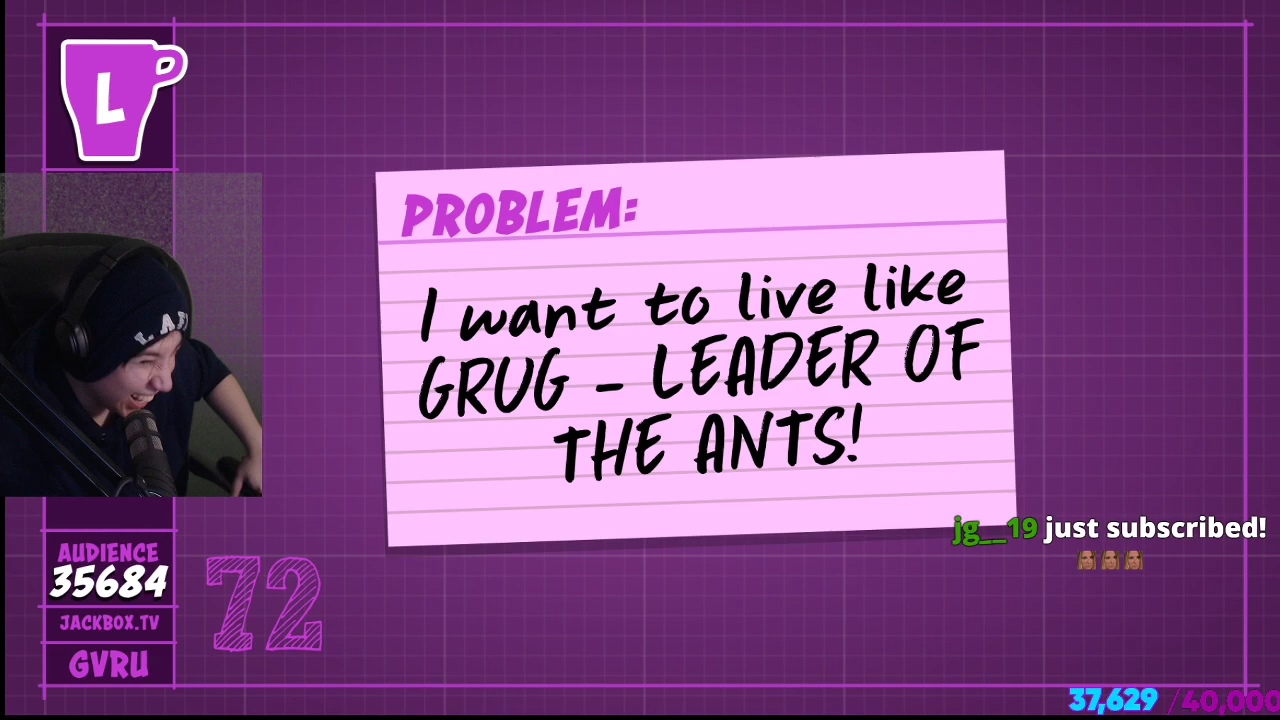 L
PROBLEM:
I want to live like
GRUG - LEADER OF
THE ANTS!
jg__19 just subscribed!
AUDIENCE
35684
72
JACKBOX.TV
GVRU
37,629 /40,000